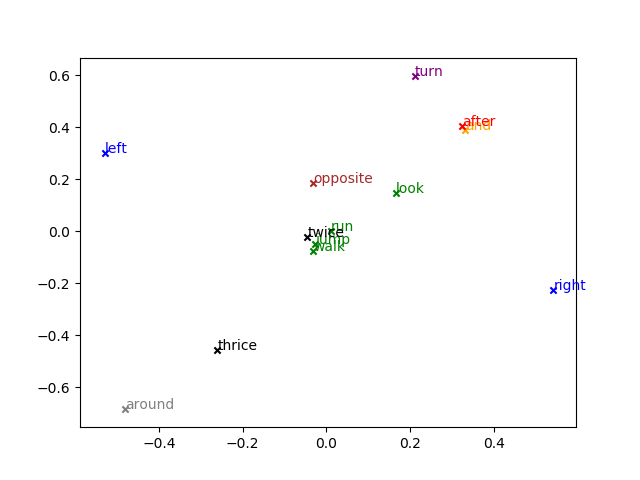 turn
0.6
after
and
0.4
left
opposite
look
0.2
run
twice
0.0
jump
walk
right
−0.2
thrice
−0.4
around
−0.6
−0.4 −0.2 0.0 0.2 0.4